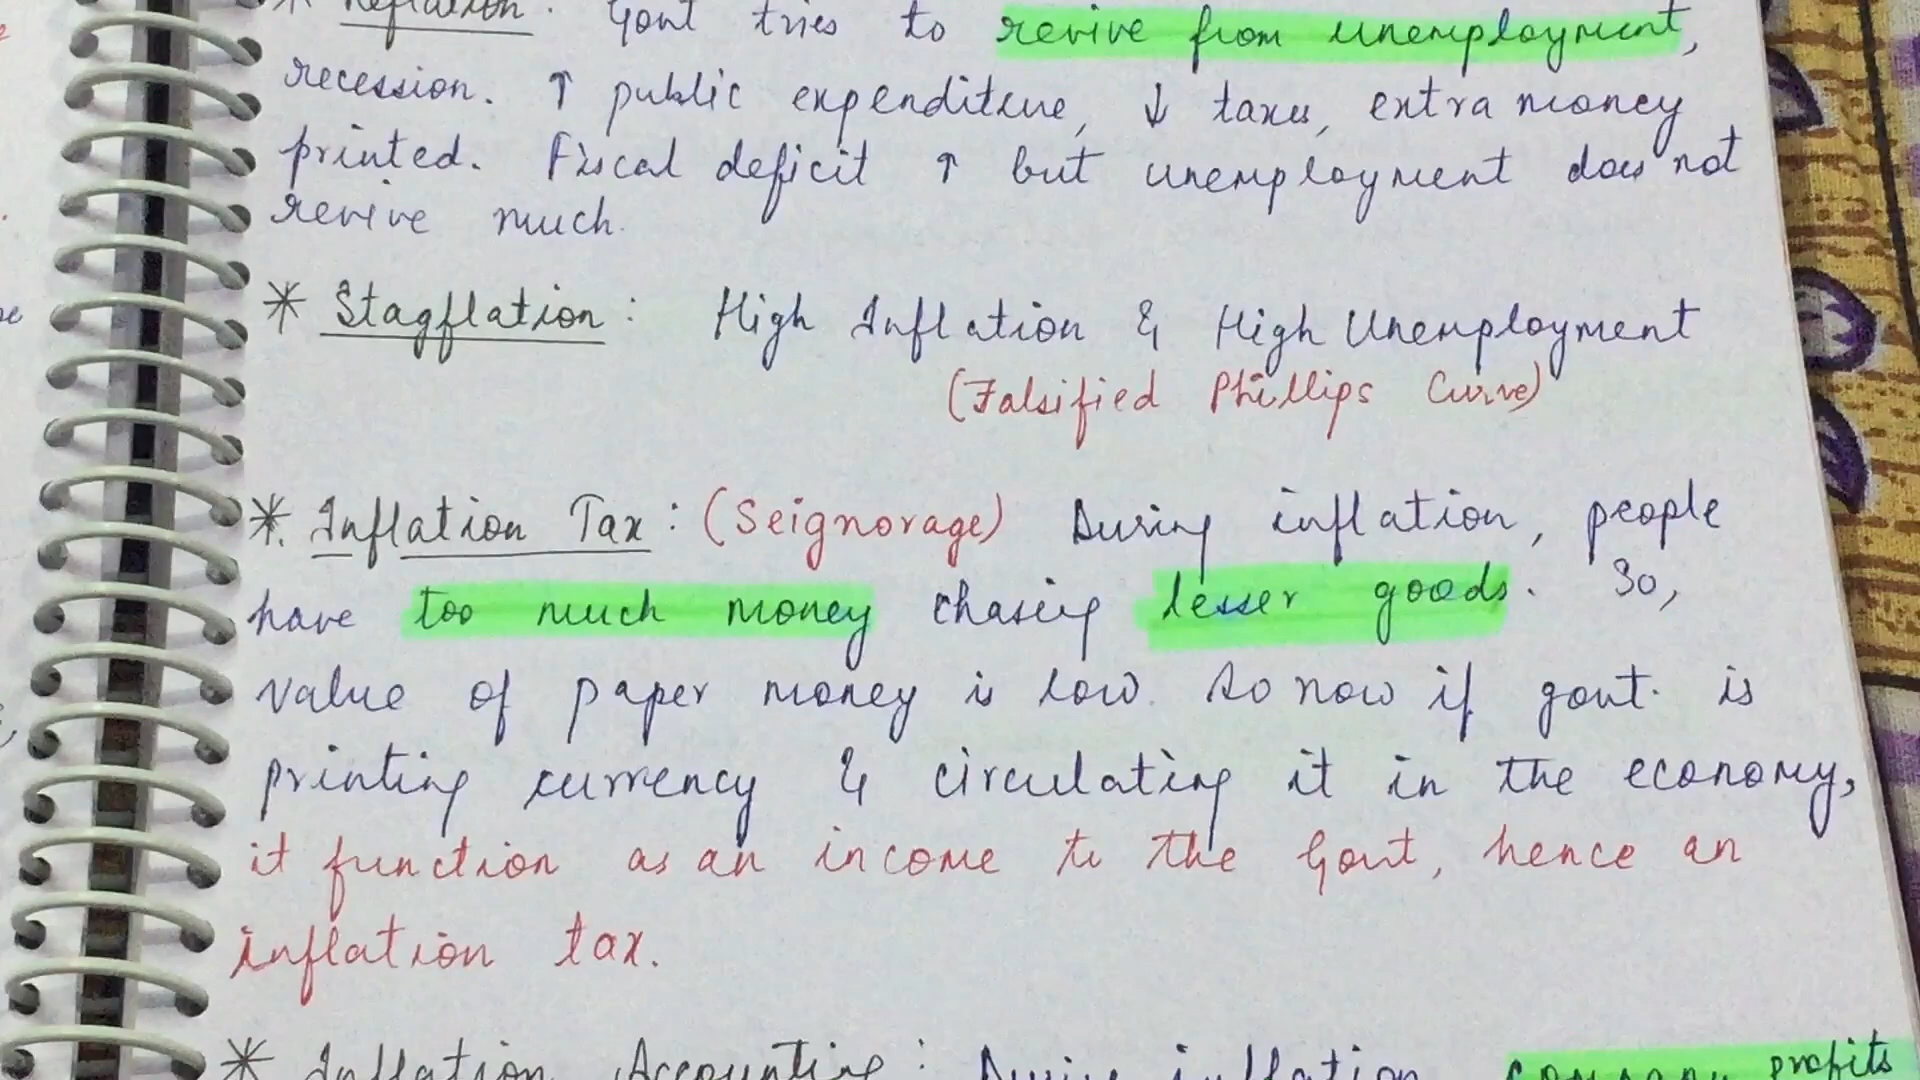 * Reflation : Govt tries to revive from unemployment,
recession. ↑ public expenditure, ↓ taxes, extra money
printed. Fiscal deficit ↑ but unemployment does not
revive much.
* Stagflation : High Inflation & High Unemployment
(Falsified Phillips Curve)
*. Inflation Tax : (Seignorage) During inflation, people
have too much money chasing lesser goods. So,
value of paper money is low. So now if govt. is
printing currency & circulating it in the economy,
it function as an income to the Govt, hence an
inflation tax.
* Inflation Accounting : During inflation company profits